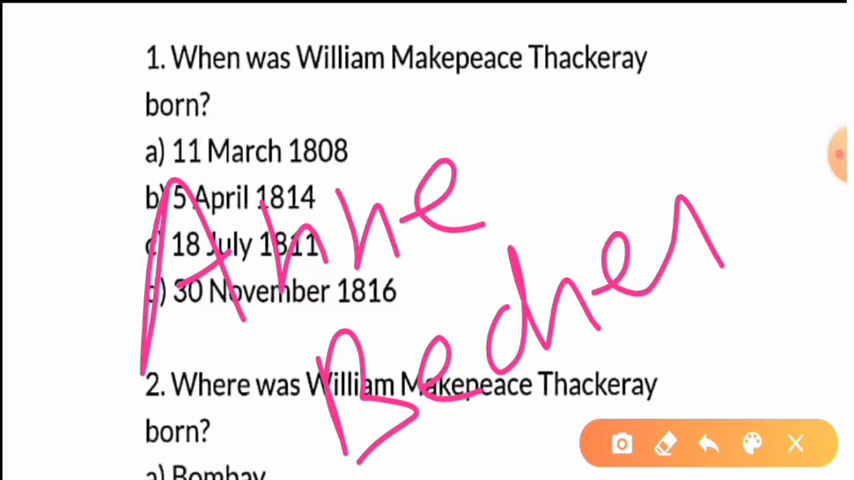 1. When was William Makepeace Thackeray
born?
a) 11 March 1808
b) 5 April 1814
c) 18 July 1811
d) 30 November 1816
Anne
Becher
2. Where was William Makepeace Thackeray
born?
a) Bombay